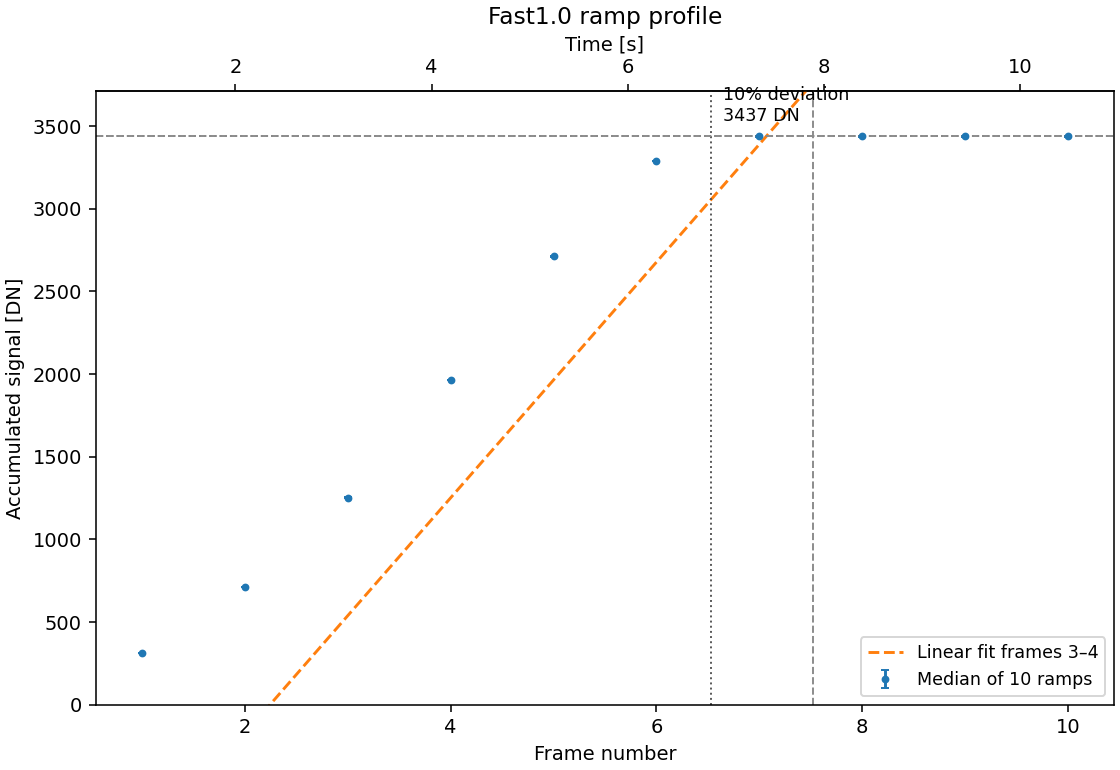 Fast1.0 ramp profile
Time [s]
2 4 6 8 10
10% deviation
3437 DN
3500
3000
2500
2000
1500
1000
500
0
Accumulated signal [DN]
Linear fit frames 3–4
Median of 10 ramps
2 4 6 8 10
Frame number